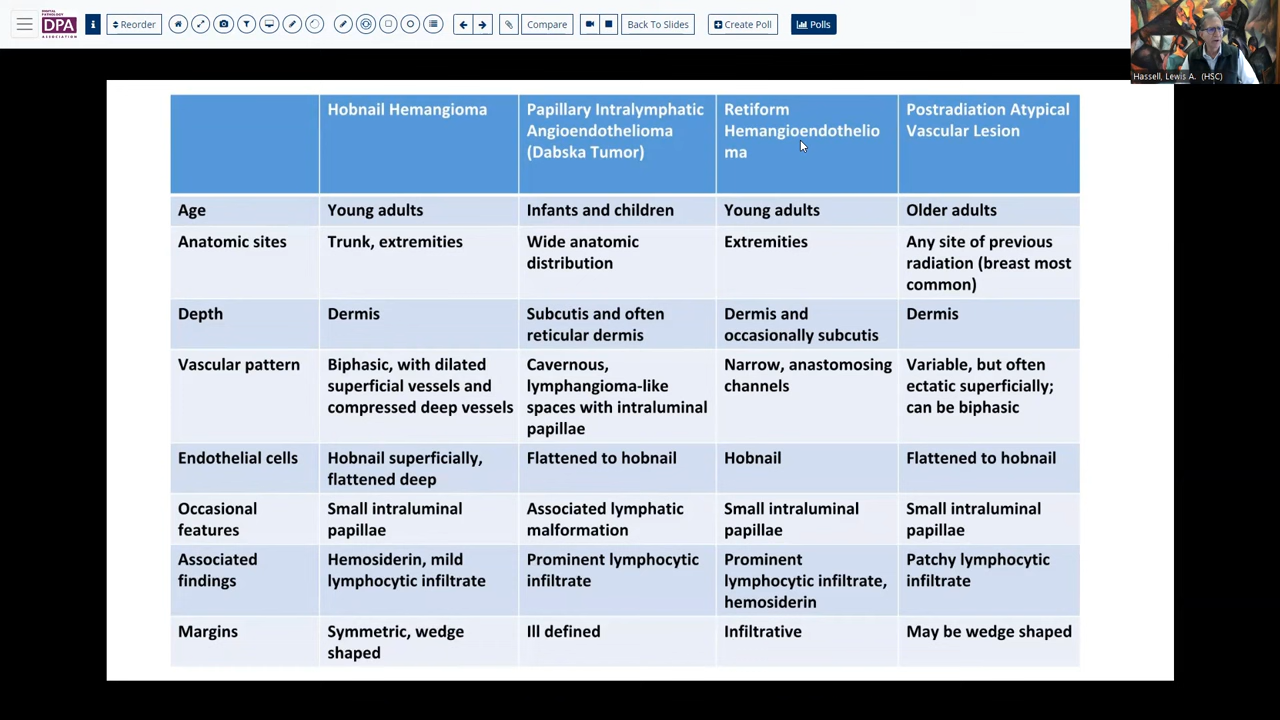 DIGITAL PATHOLOGY
DPA
ASSOCIATION
Reorder
Compare
Back To Slides
Create Poll
Polls
Hassell, Lewis A. (HSC)
Hobnail Hemangioma
Papillary Intralymphatic
Angioendothelioma
(Dabska Tumor)
Retiform
Hemangioendothelio
ma
Postradiation Atypical
Vascular Lesion
Age
Young adults
Infants and children
Young adults
Older adults
Anatomic sites
Trunk, extremities
Wide anatomic
distribution
Extremities
Any site of previous
radiation (breast most
common)
Depth
Dermis
Subcutis and often
reticular dermis
Dermis and
occasionally subcutis
Dermis
Vascular pattern
Biphasic, with dilated
superficial vessels and
compressed deep vessels
Cavernous,
lymphangioma-like
spaces with intraluminal
papillae
Narrow, anastomosing
channels
Variable, but often
ectatic superficially;
can be biphasic
Endothelial cells
Hobnail superficially,
flattened deep
Flattened to hobnail
Hobnail
Flattened to hobnail
Occasional
features
Small intraluminal
papillae
Associated lymphatic
malformation
Small intraluminal
papillae
Small intraluminal
papillae
Associated
findings
Hemosiderin, mild
lymphocytic infiltrate
Prominent lymphocytic
infiltrate
Prominent
lymphocytic infiltrate,
hemosiderin
Patchy lymphocytic
infiltrate
Margins
Symmetric, wedge
shaped
Ill defined
Infiltrative
May be wedge shaped